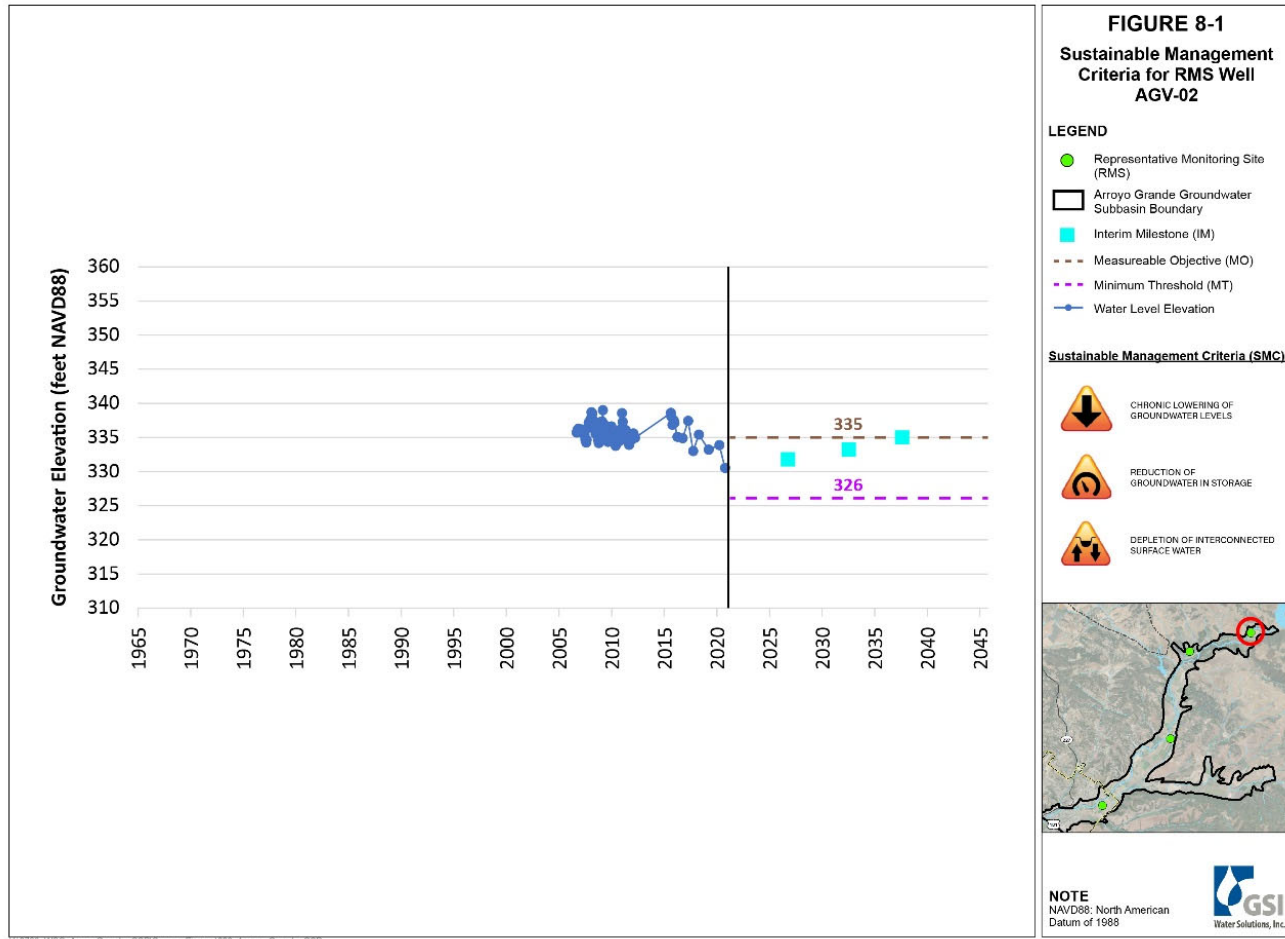 FIGURE 8-1
Sustainable Management
Criteria for RMS Well
AGV-02
LEGEND
Representative Monitoring Site
(RMS)
Arroyo Grande Groundwater
Subbasin Boundary
Interim Milestone (IM)
Measureable Objective (MO)
Minimum Threshold (MT)
Water Level Elevation
Sustainable Management Criteria (SMC)
CHRONIC LOWERING OF
GROUNDWATER LEVELS
REDUCTION OF
GROUNDWATER IN STORAGE
DEPLETION OF INTERCONNECTED
SURFACE WATER
227
101
NOTE
NAVD88: North American
Datum of 1988
GSI
Water Solutions, Inc.
Groundwater Elevation (feet NAVD88)
360
355
350
345
340
335
330
325
320
315
310
335
326
1965
1970
1975
1980
1985
1990
1995
2000
2005
2010
2015
2020
2025
2030
2035
2040
2045